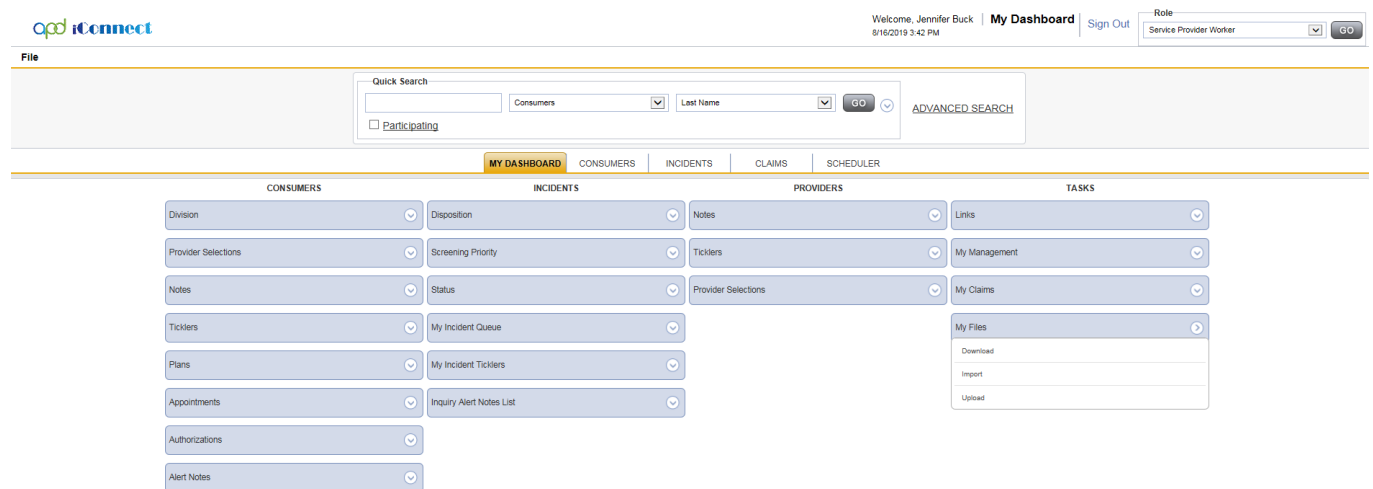 apd iConnect
Welcome, Jennifer Buck My Dashboard Sign Out
8/16/2019 3:42 PM
Role
Service Provider Worker GO
File
Quick Search
Consumers Last Name GO ADVANCED SEARCH
Participating
MY DASHBOARD CONSUMERS INCIDENTS CLAIMS SCHEDULER
CONSUMERS INCIDENTS PROVIDERS TASKS
Division Disposition Notes Links
Provider Selections Screening Priority Ticklers My Management
Notes Status Provider Selections My Claims
Ticklers My Incident Queue My Files
Download
Plans My Incident Ticklers
Import
Upload
Appointments Inquiry Alert Notes List
Authorizations
Alert Notes